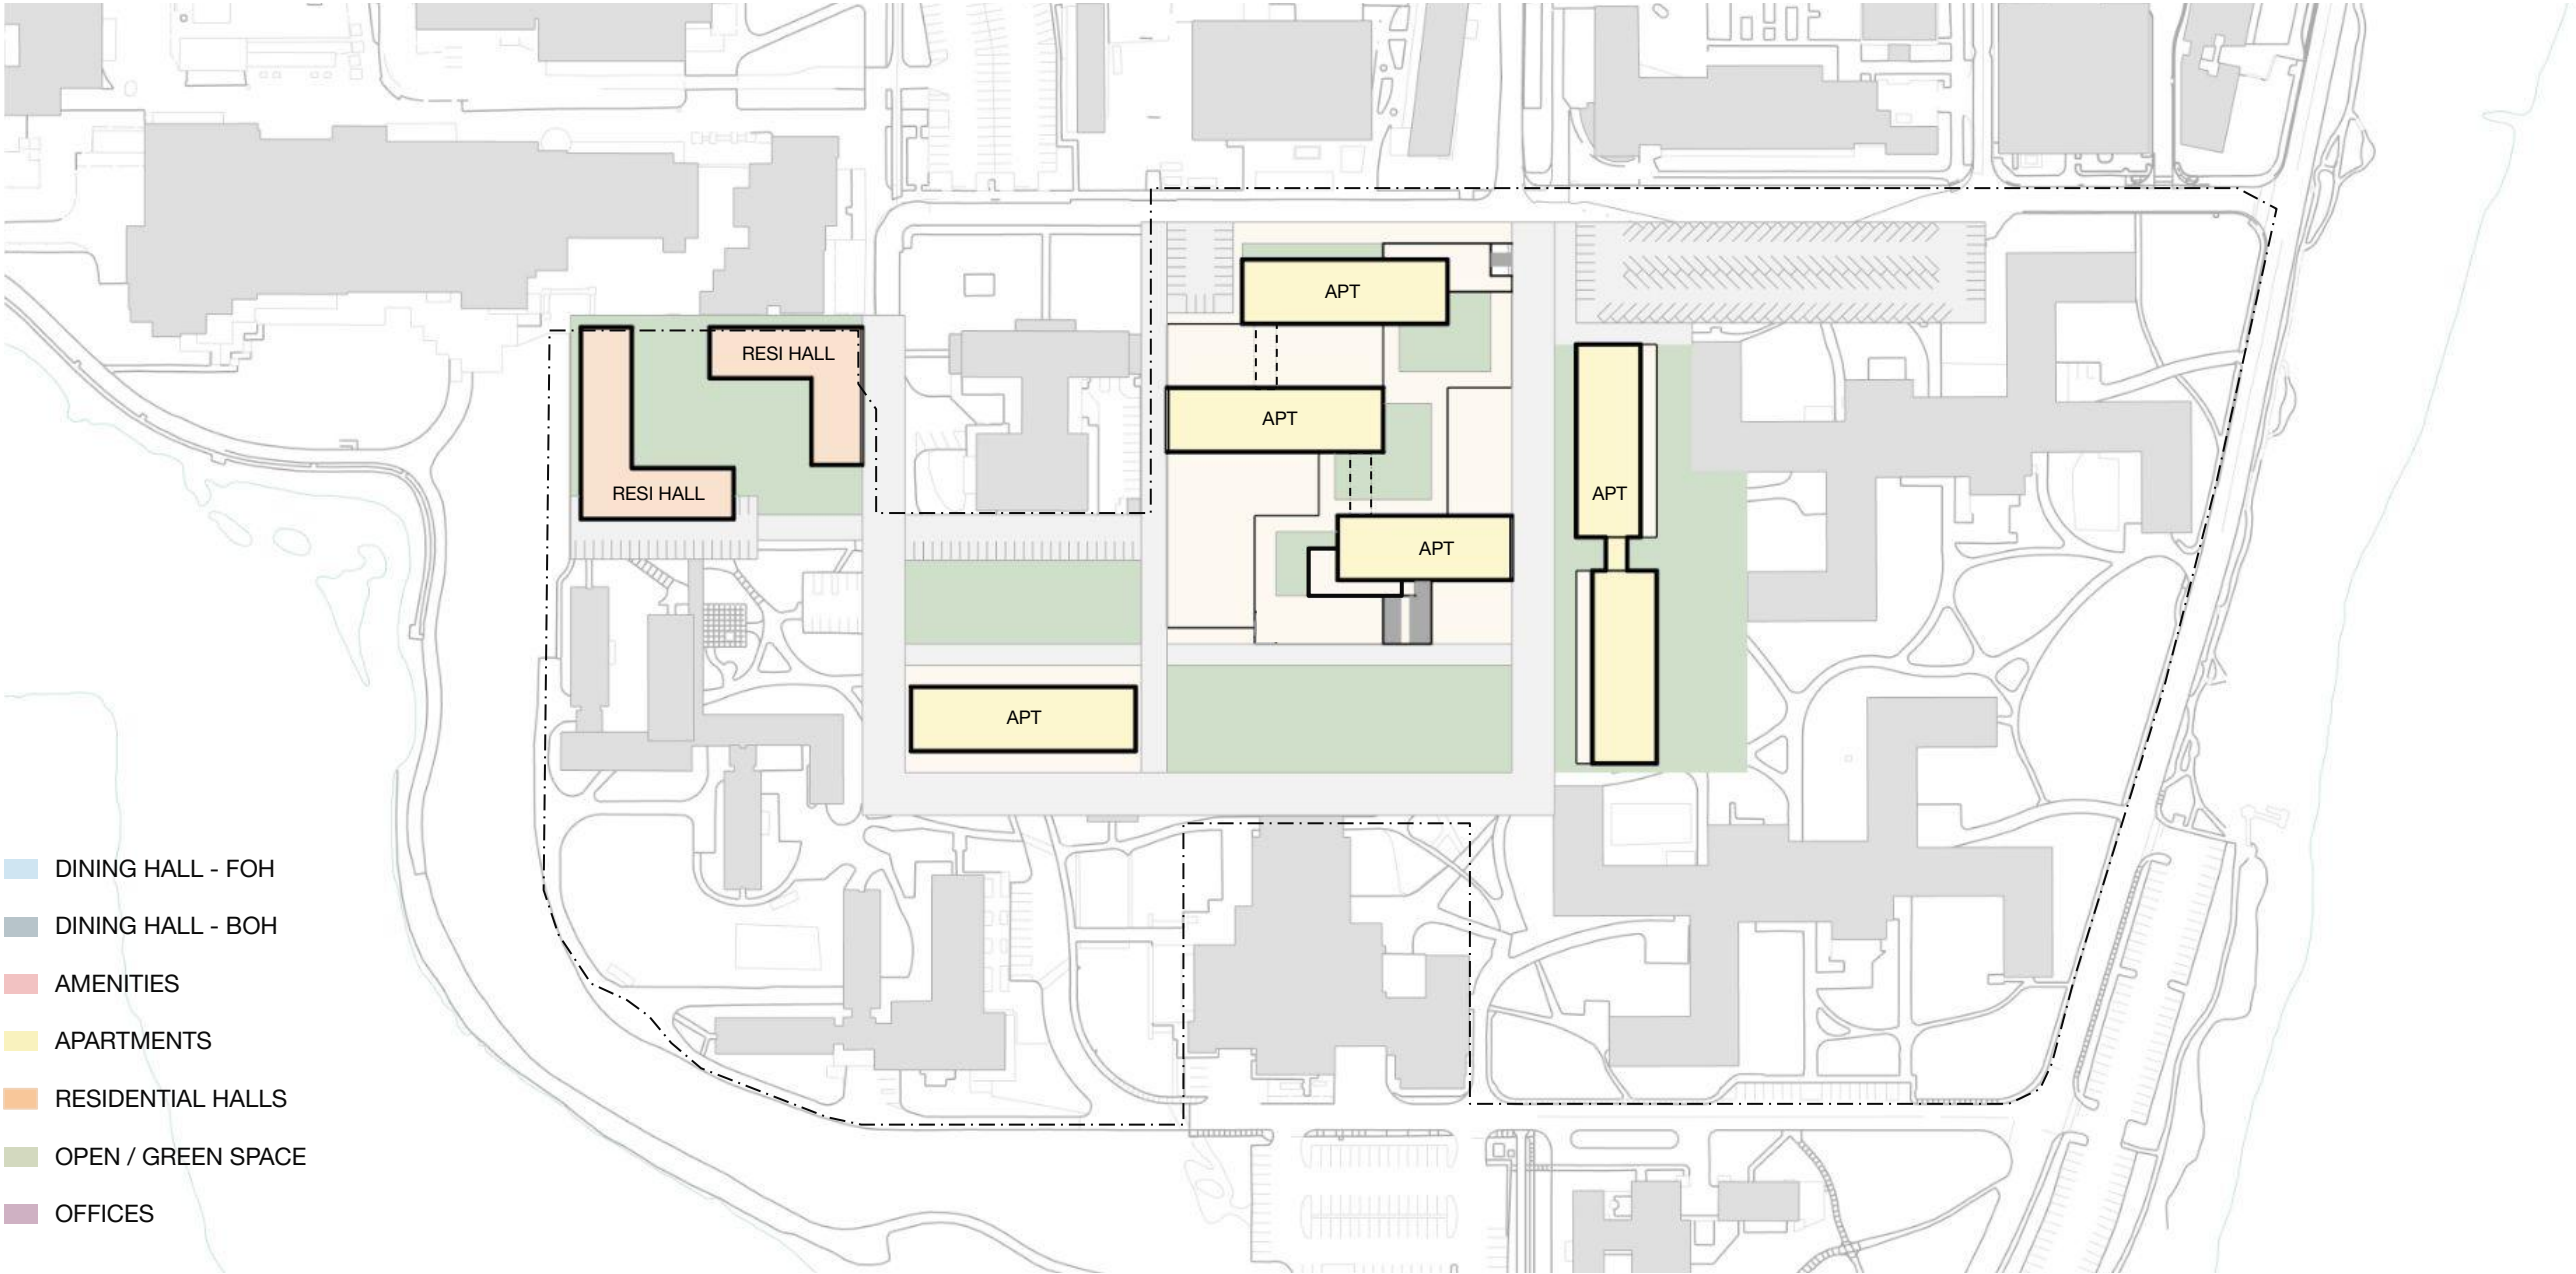 APT
RESI HALL
APT
RESI HALL
APT
APT
APT
DINING HALL - FOH
DINING HALL - BOH
AMENITIES
APARTMENTS
RESIDENTIAL HALLS
OPEN / GREEN SPACE
OFFICES